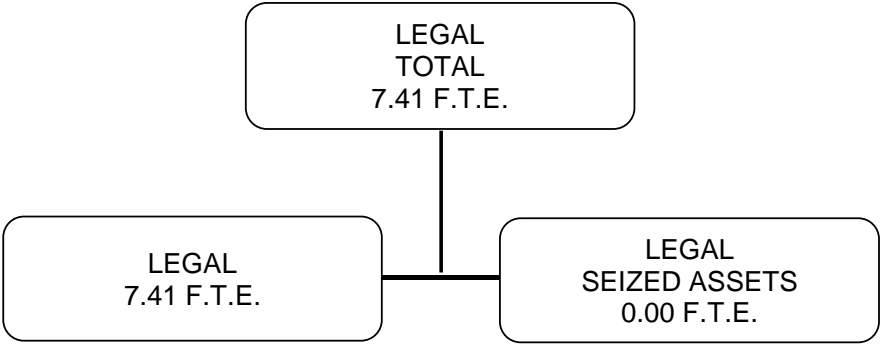 LEGAL
TOTAL
7.41 F.T.E.
LEGAL
7.41 F.T.E.
LEGAL
SEIZED ASSETS
0.00 F.T.E.